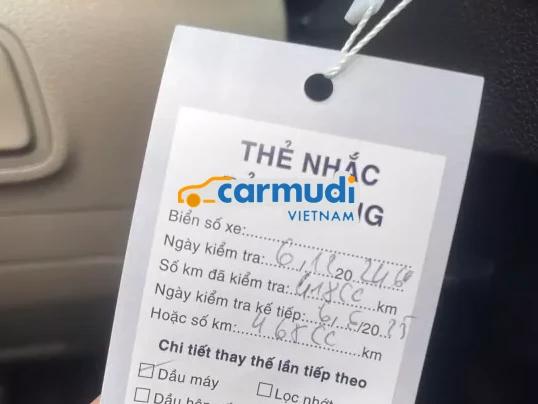 THẺ NHẮC
carmudi
VIETNAM
Biển số xe:
Ngày kiểm tra: 6, 12 20 24
Số km đã kiểm tra: km
Ngày kiểm tra kế tiếp: 6, 6 /20 25
Hoặc số km: km
Chi tiết thay thế lần tiếp theo
Dầu máy Lọc nhớt